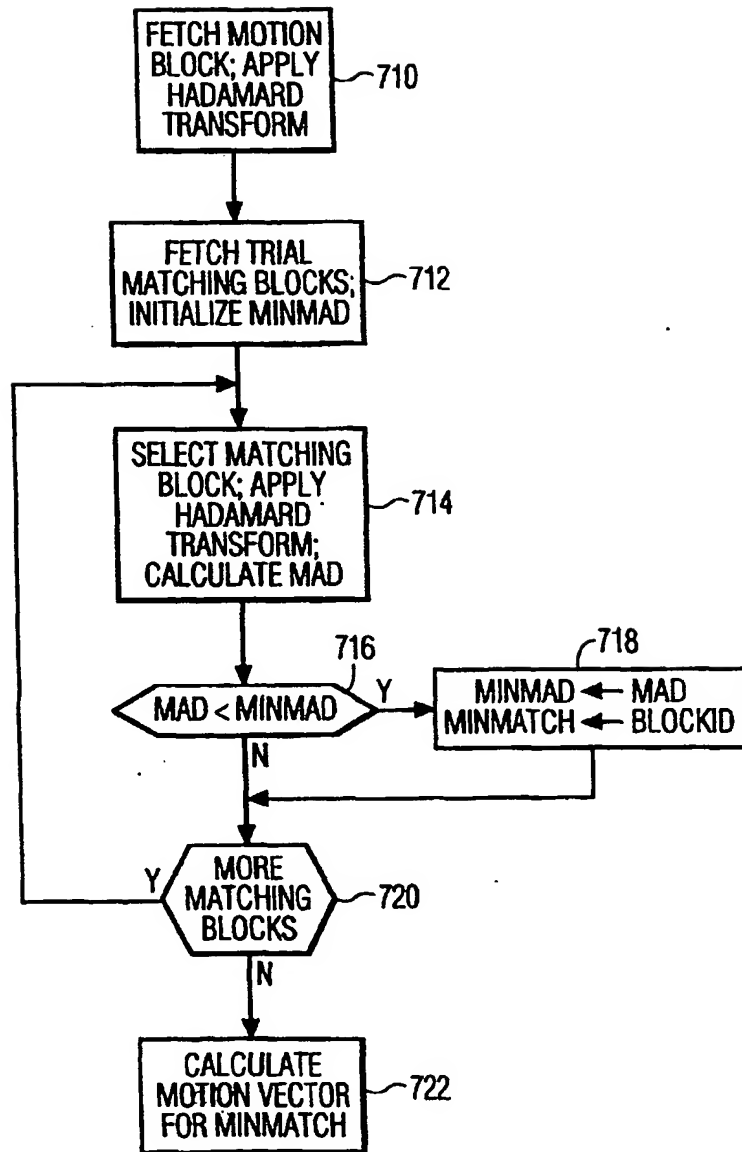 FETCH MOTION
BLOCK; APPLY
HADAMARD
TRANSFORM
710
FETCH TRIAL
MATCHING BLOCKS;
INITIALIZE MINMAD
712
SELECT MATCHING
BLOCK; APPLY
HADAMARD
TRANSFORM;
CALCULATE MAD
714
716
MAD < MINMAD
Y
N
718
MINMAD ← MAD
MINMATCH ← BLOCKID
Y
MORE
MATCHING
BLOCKS
720
N
CALCULATE
MOTION VECTOR
FOR MINMATCH
722